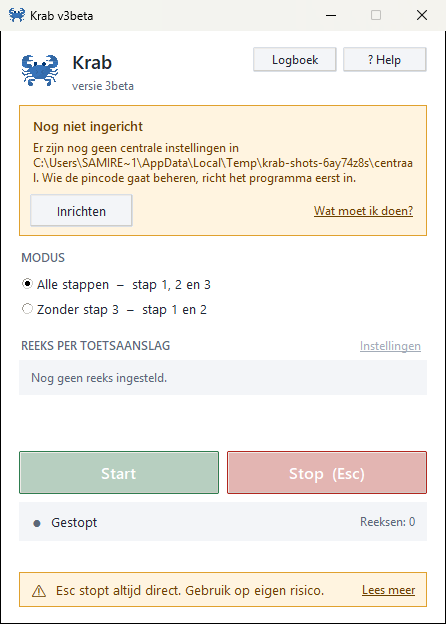 Krab v3beta
Krab
versie 3beta
Logboek
? Help
Nog niet ingericht
Er zijn nog geen centrale instellingen in
C:\Users\SAMIRE~1\AppData\Local\Temp\krab-shots-6ay74z8s\centraa
l. Wie de pincode gaat beheren, richt het programma eerst in.
Inrichten
Wat moet ik doen?
MODUS
Alle stappen – stap 1, 2 en 3
Zonder stap 3 – stap 1 en 2
REEKS PER TOETSAANSLAG
Instellingen
Nog geen reeks ingesteld.
Start
Stop (Esc)
Gestopt
Reeksen: 0
Esc stopt altijd direct. Gebruik op eigen risico.
Lees meer